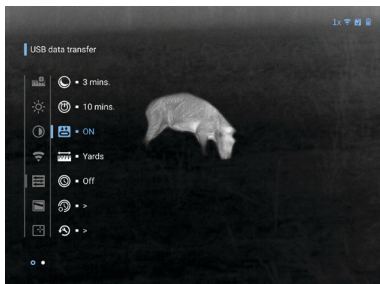 1x
USB data transfer
3 mins.
10 mins.
ON
Yards
Off
>
>